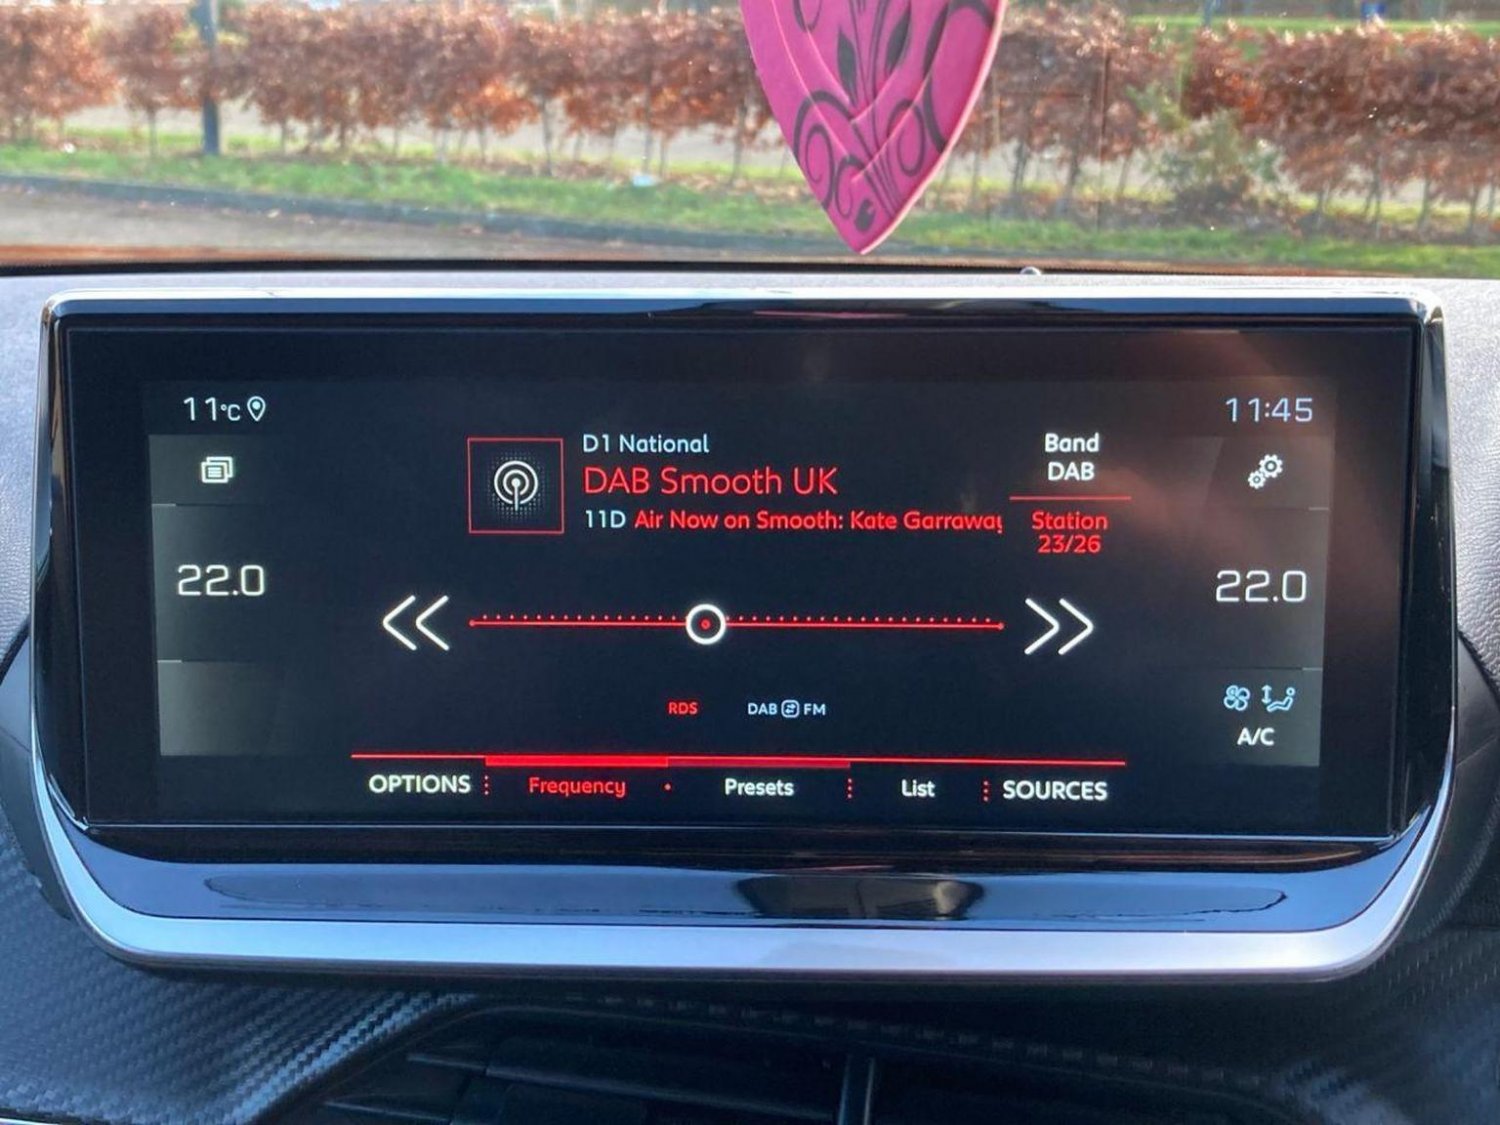 11°C
11:45
D1 National
DAB Smooth UK
11D Air Now on Smooth: Kate Garraway
Band
DAB
Station
23/26
22.0
22.0
RDS
DAB FM
A/C
OPTIONS
Frequency
Presets
List
SOURCES